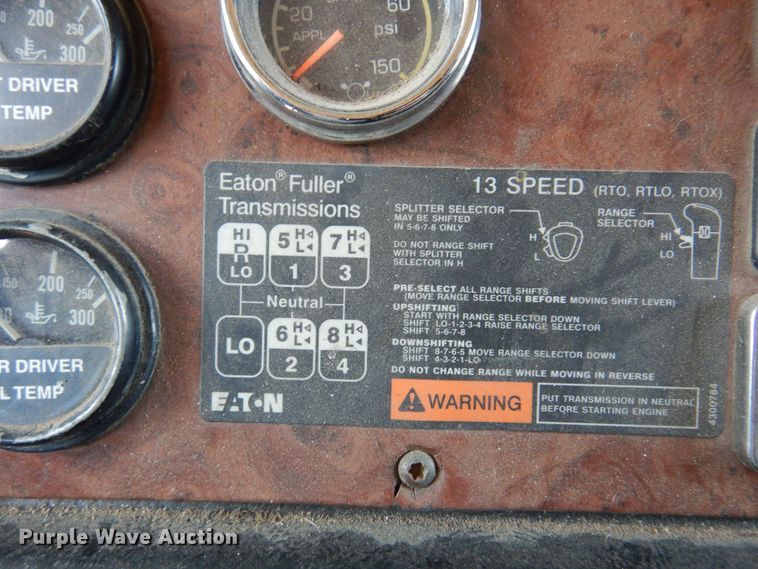 200
250
300
T DRIVER
TEMP
20
APPL
60
psi
150
Eaton® Fuller®
Transmissions
13 SPEED (RTO, RTLO, RTOX)
HI
R
LO
5 H
L
1
7 H
L
3
Neutral
LO
6 H
L
2
8 H
L
4
EATON
SPLITTER SELECTOR
MAY BE SHIFTED
IN 5-6-7-8 ONLY
DO NOT RANGE SHIFT
WITH SPLITTER
SELECTOR IN H
H
L
RANGE
SELECTOR
HI
LO
PRE-SELECT ALL RANGE SHIFTS
(MOVE RANGE SELECTOR BEFORE MOVING SHIFT LEVER)
UPSHIFTING
START WITH RANGE SELECTOR DOWN
SHIFT LO-1-2-3-4 RAISE RANGE SELECTOR
SHIFT 5-6-7-8
DOWNSHIFTING
SHIFT 8-7-6-5 MOVE RANGE SELECTOR DOWN
SHIFT 4-3-2-1-LO
DO NOT CHANGE RANGE WHILE MOVING IN REVERSE
WARNING
PUT TRANSMISSION IN NEUTRAL
BEFORE STARTING ENGINE
4300764
150
200
250
300
R DRIVER
L TEMP
Purple Wave Auction